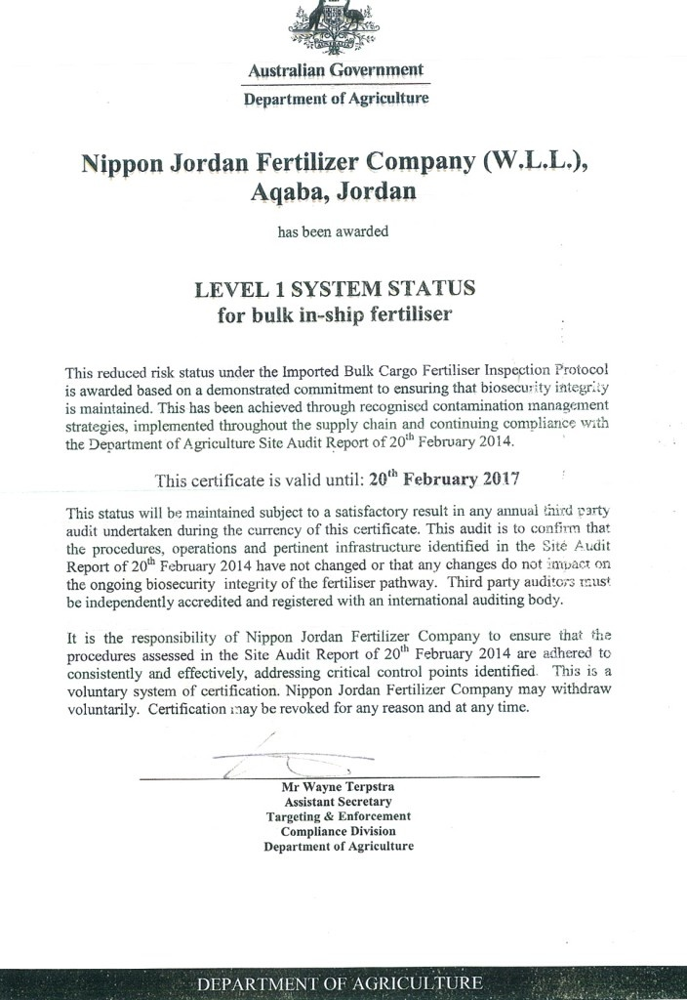 Australian Government
Department of Agriculture
Nippon Jordan Fertilizer Company (W.L.L.),
Aqaba, Jordan
has been awarded
LEVEL 1 SYSTEM STATUS
for bulk in-ship fertiliser
This reduced risk status under the Imported Bulk Cargo Fertiliser Inspection Protocol
is awarded based on a demonstrated commitment to ensuring that biosecurity integrity
is maintained. This has been achieved through recognised contamination management
strategies, implemented throughout the supply chain and continuing compliance with
the Department of Agriculture Site Audit Report of 20th February 2014.
This certificate is valid until: 20th February 2017
This status will be maintained subject to a satisfactory result in any annual third party
audit undertaken during the currency of this certificate. This audit is to confirm that
the procedures, operations and pertinent infrastructure identified in the Site Audit
Report of 20th February 2014 have not changed or that any changes do not impact on
the ongoing biosecurity integrity of the fertiliser pathway. Third party auditors must
be independently accredited and registered with an international auditing body.
It is the responsibility of Nippon Jordan Fertilizer Company to ensure that the
procedures assessed in the Site Audit Report of 20th February 2014 are adhered to
consistently and effectively, addressing critical control points identified. This is a
voluntary system of certification. Nippon Jordan Fertilizer Company may withdraw
voluntarily. Certification may be revoked for any reason and at any time.
Mr Wayne Terpstra
Assistant Secretary
Targeting & Enforcement
Compliance Division
Department of Agriculture
DEPARTMENT OF AGRICULTURE